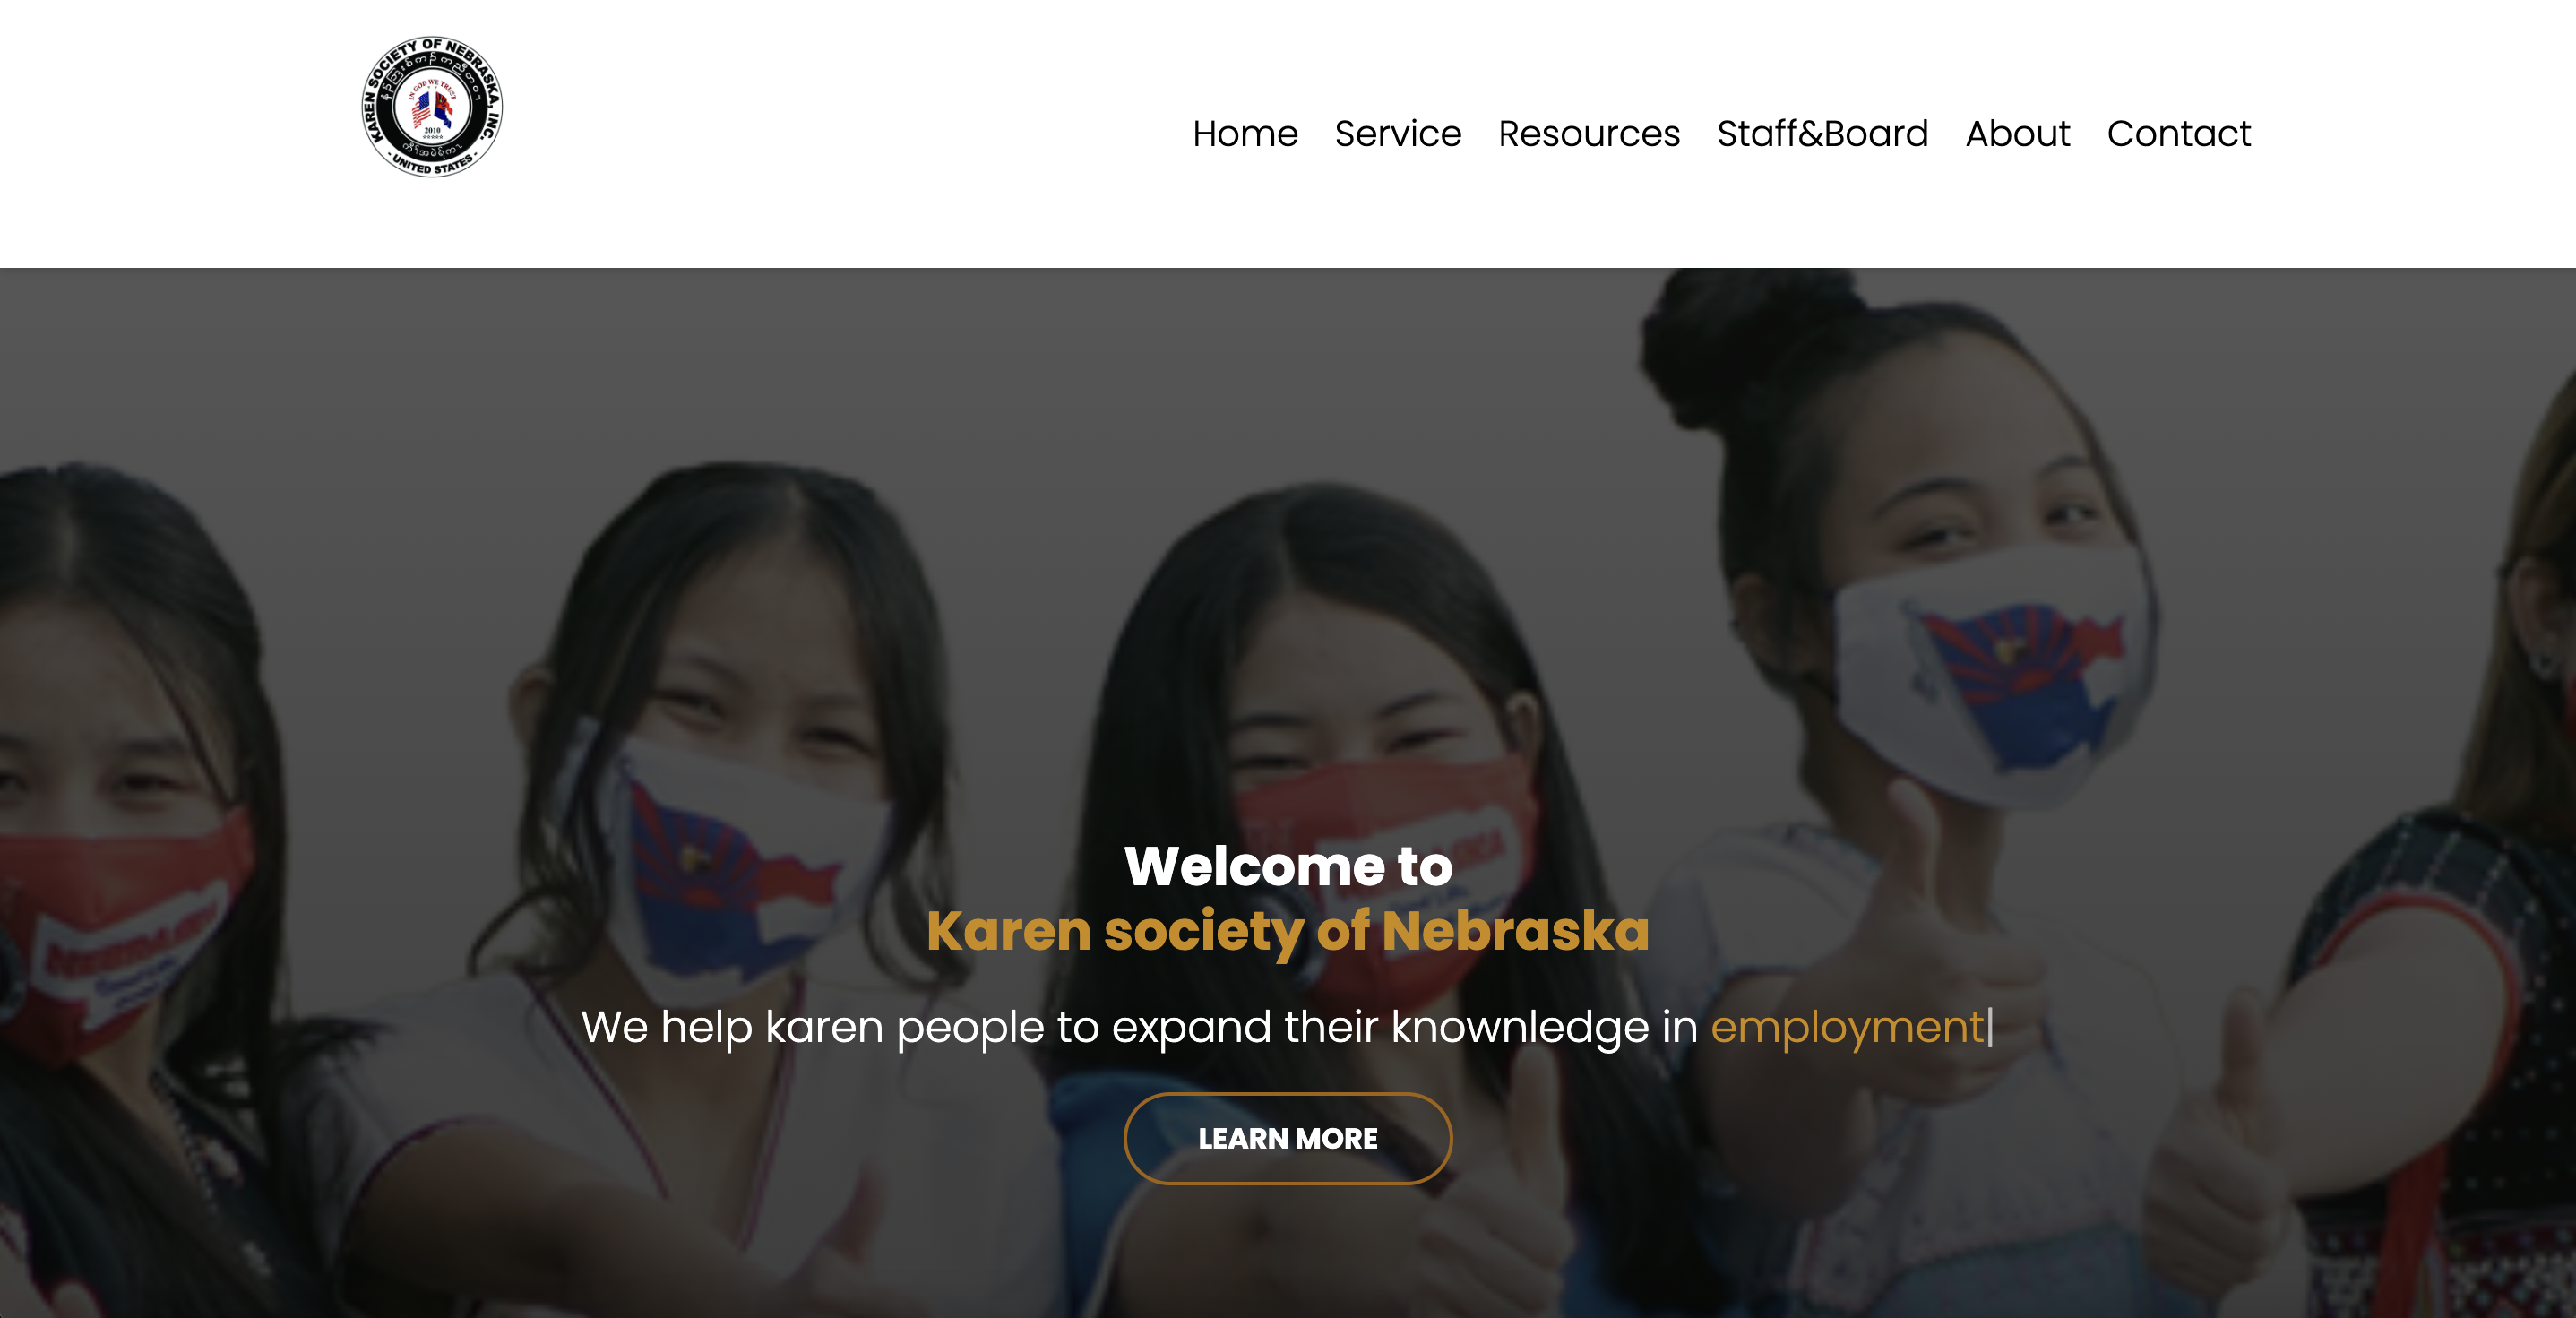 KAREN SOCIETY OF NEBRASKA, INC.
IN GOD WE TRUST
2010
- UNITED STATES -
Home Service Resources Staff&Board About Contact
Welcome to
Karen society of Nebraska
We help karen people to expand their knownledge in employment
LEARN MORE